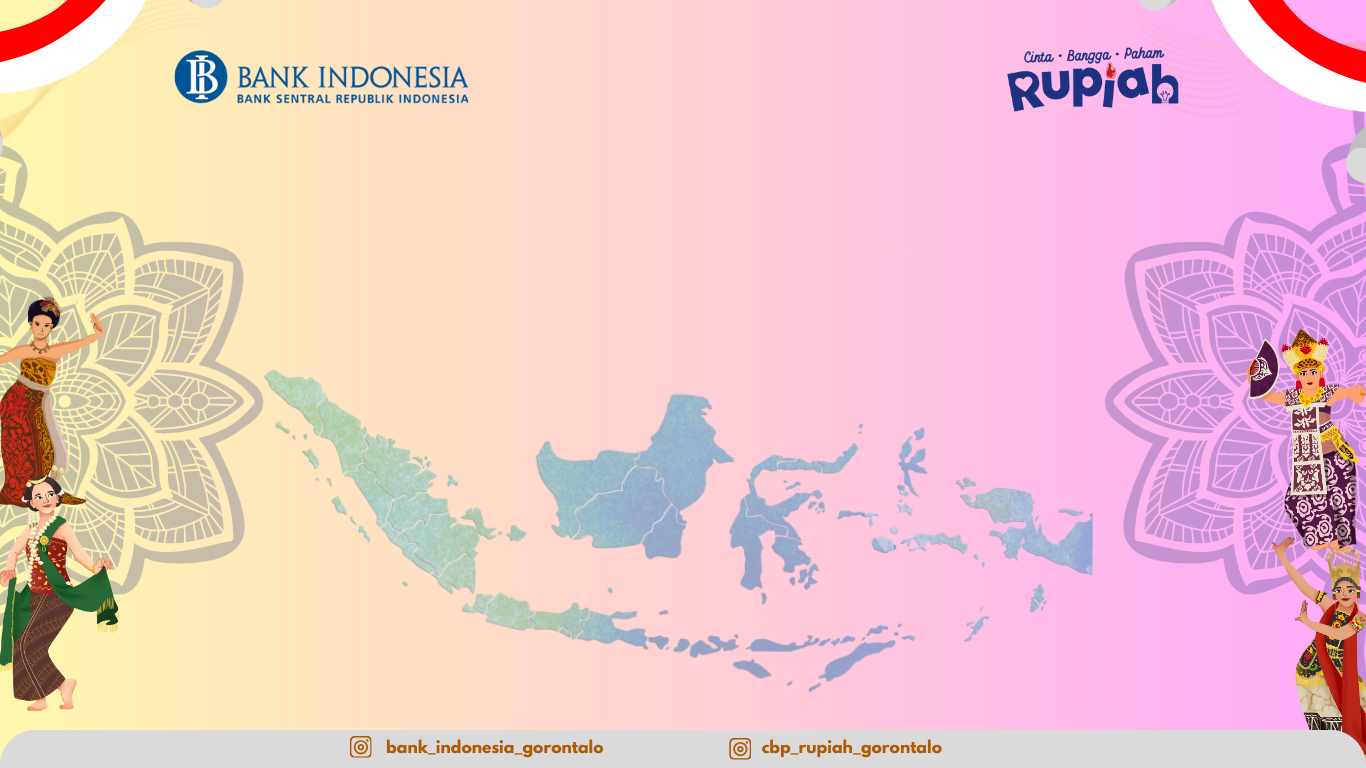 BANK INDONESIA
BANK SENTRAL REPUBLIK INDONESIA
Cinta • Bangga • Paham
Rupiah
bank_indonesia_gorontalo
cbp_rupiah_gorontalo